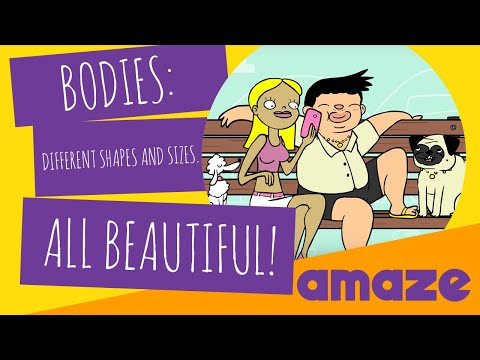 BODIES:
DIFFERENT SHAPES AND SIZES.
ALL BEAUTIFUL!
amaze